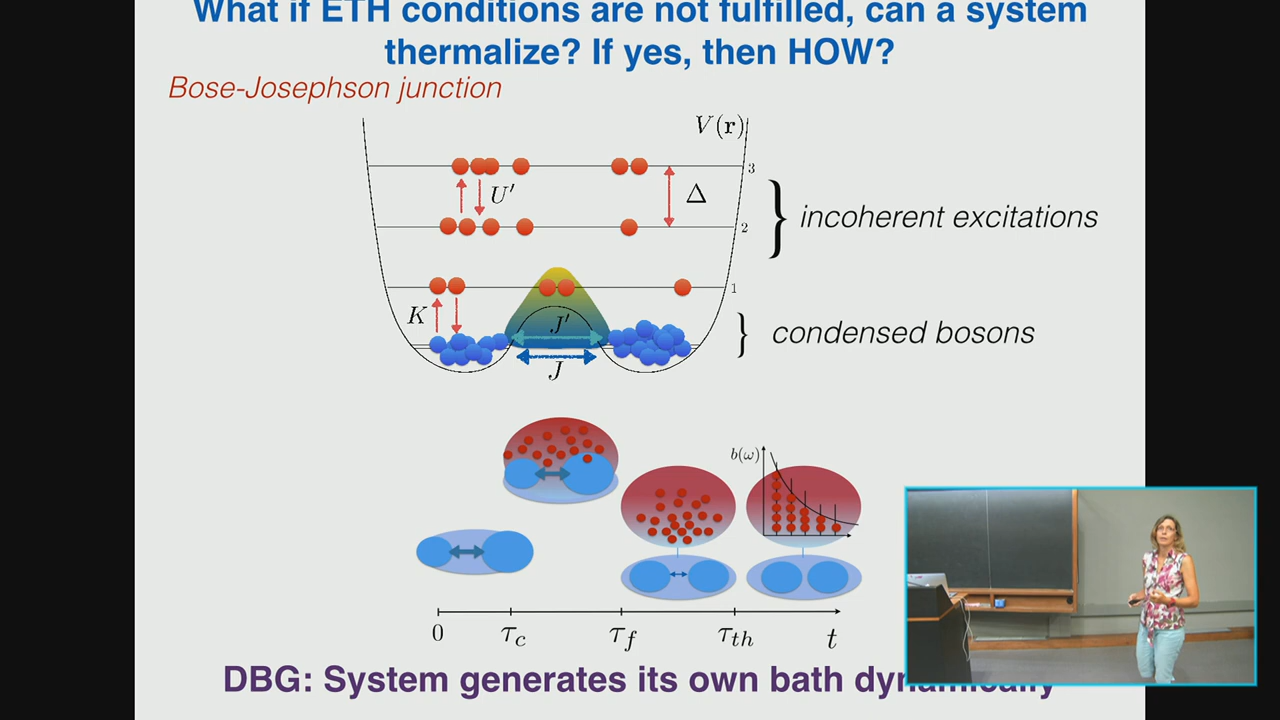 What if ETH conditions are not fulfilled, can a system
thermalize? If yes, then HOW?
Bose-Josephson junction
V(r)
3
U′
Δ
incoherent excitations
2
1
K
J′
condensed bosons
J
b(ω)
0 τc τf τth t
DBG: System generates its own bath dynamically